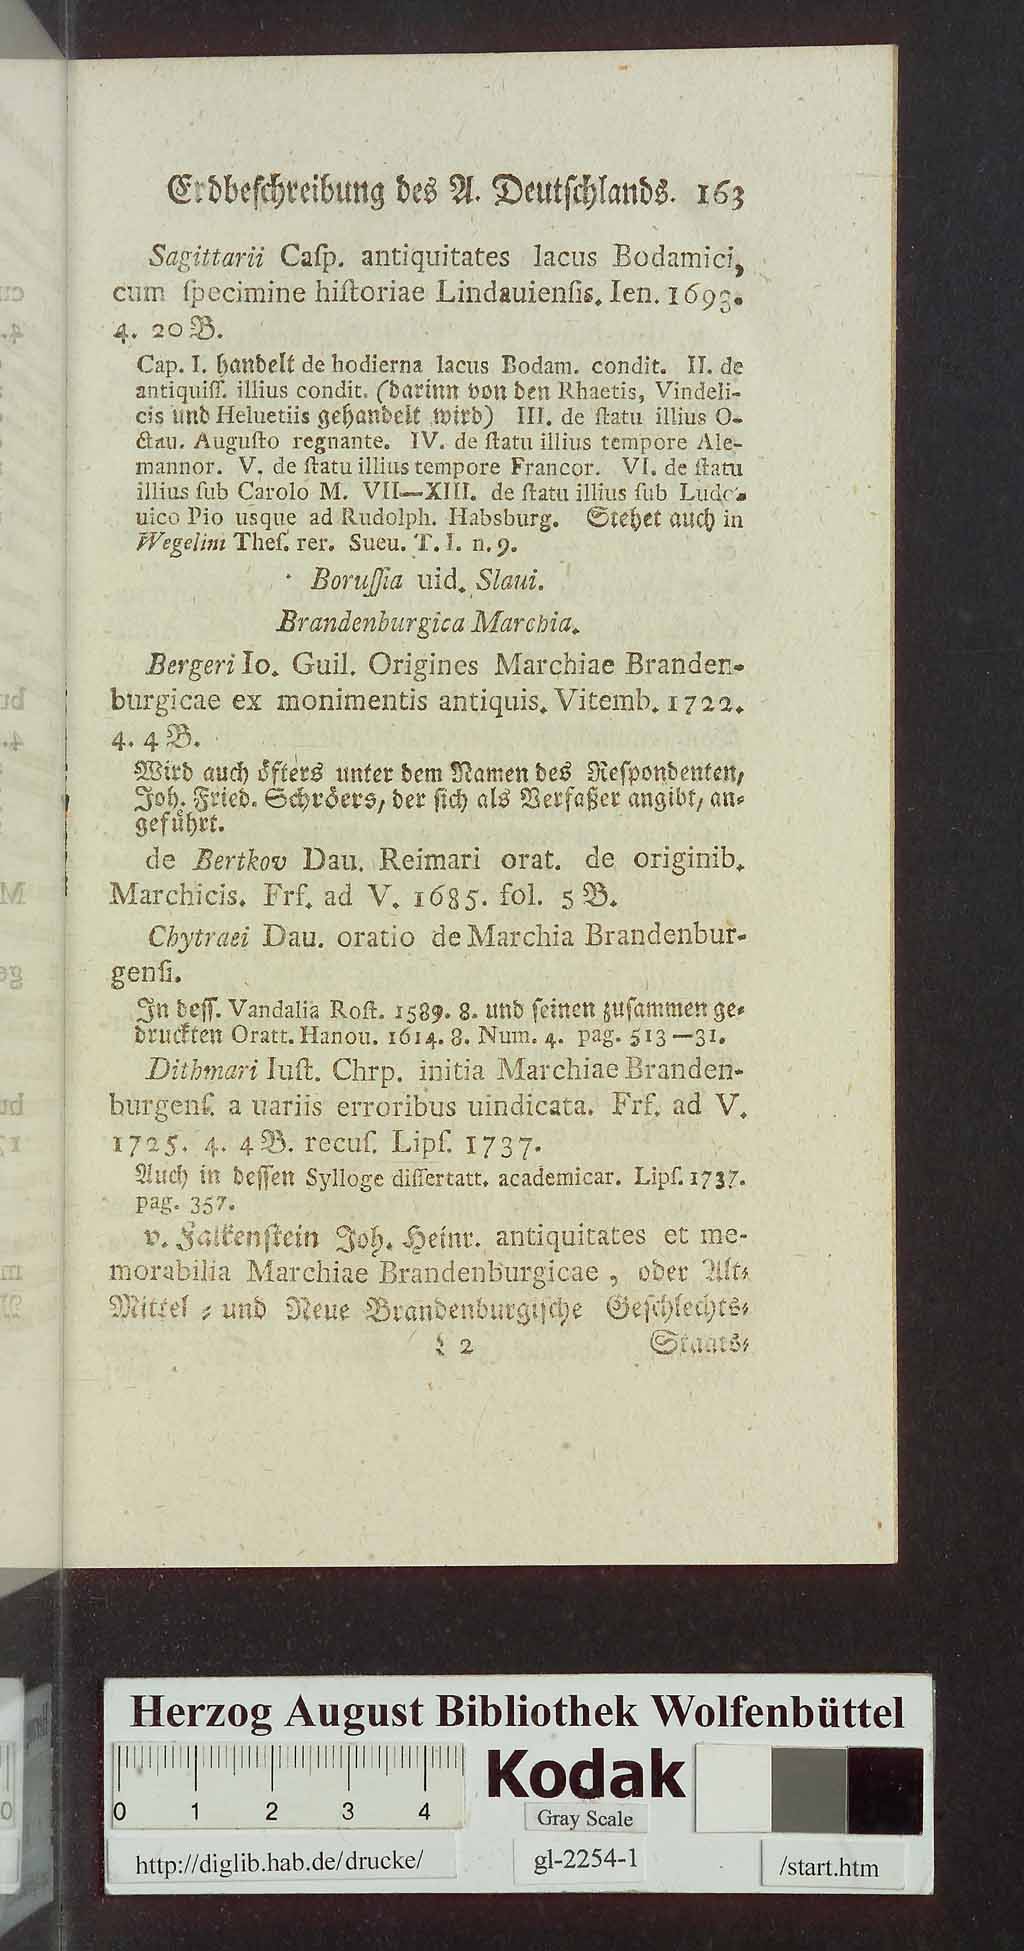 Erdbeſchreibung des A. Deutſchlands. 163
Sagittarii Caſp. antiquitates lacus Bodamici,
cum ſpecimine hiſtoriae Lindauienſis. Ien. 1693.
4. 20 B.
Cap. I. handelt de hodierna lacus Bodam. condit. II. de
antiquiſſ. illius condit. (darinn von den Rhaetis, Vindeli-
cis und Heluetiis gehandelt wird) III. de ſtatu illius O-
ctau. Auguſto regnante. IV. de ſtatu illius tempore Ale-
mannor. V. de ſtatu illius tempore Francor. VI. de ſtatu
illius ſub Carolo M. VII—XIII. de ſtatu illius ſub Ludo-
uico Pio usque ad Rudolph. Habsburg. Stehet auch in
Wegelini Theſ. rer. Sueu. T. I. n. 9.
Boruſſia uid. Slaui.
Brandenburgica Marchia.
Bergeri Io. Guil. Origines Marchiae Branden-
burgicae ex monimentis antiquis. Vitemb. 1722.
4. 4 B.
Wird auch öfters unter dem Namen des Reſpondenten,
Joh. Fried. Schröers, der ſich als Verfaßer angibt, an-
geführt.
de Bertkov Dau. Reimari orat. de originib.
Marchicis. Frf. ad V. 1685. fol. 5 B.
Chytraei Dau. oratio de Marchia Brandenbur-
genſi.
In deſſ. Vandalia Roſt. 1589. 8. und ſeinen zuſammen ge-
druckten Oratt. Hanou. 1614. 8. Num. 4. pag. 513—31.
Dithmari Iuſt. Chrp. initia Marchiae Branden-
burgenſ. a uariis erroribus uindicata. Frf. ad V.
1725. 4. 4 B. recuſ. Lipſ. 1737.
Auch in deſſen Sylloge diſſertatt. academicar. Lipſ. 1737.
pag. 357.
v. Falkenſtein Joh. Heinr. antiquitates et me-
morabilia Marchiae Brandenburgicae, oder Alt-
Mittel- und Neue Brandenburgiſche Geſchlechts-
L 2 Staats-
Herzog August Bibliothek Wolfenbüttel
Kodak
0 1 2 3 4
Gray Scale
http://diglib.hab.de/drucke/ gl-2254-1 /start.htm